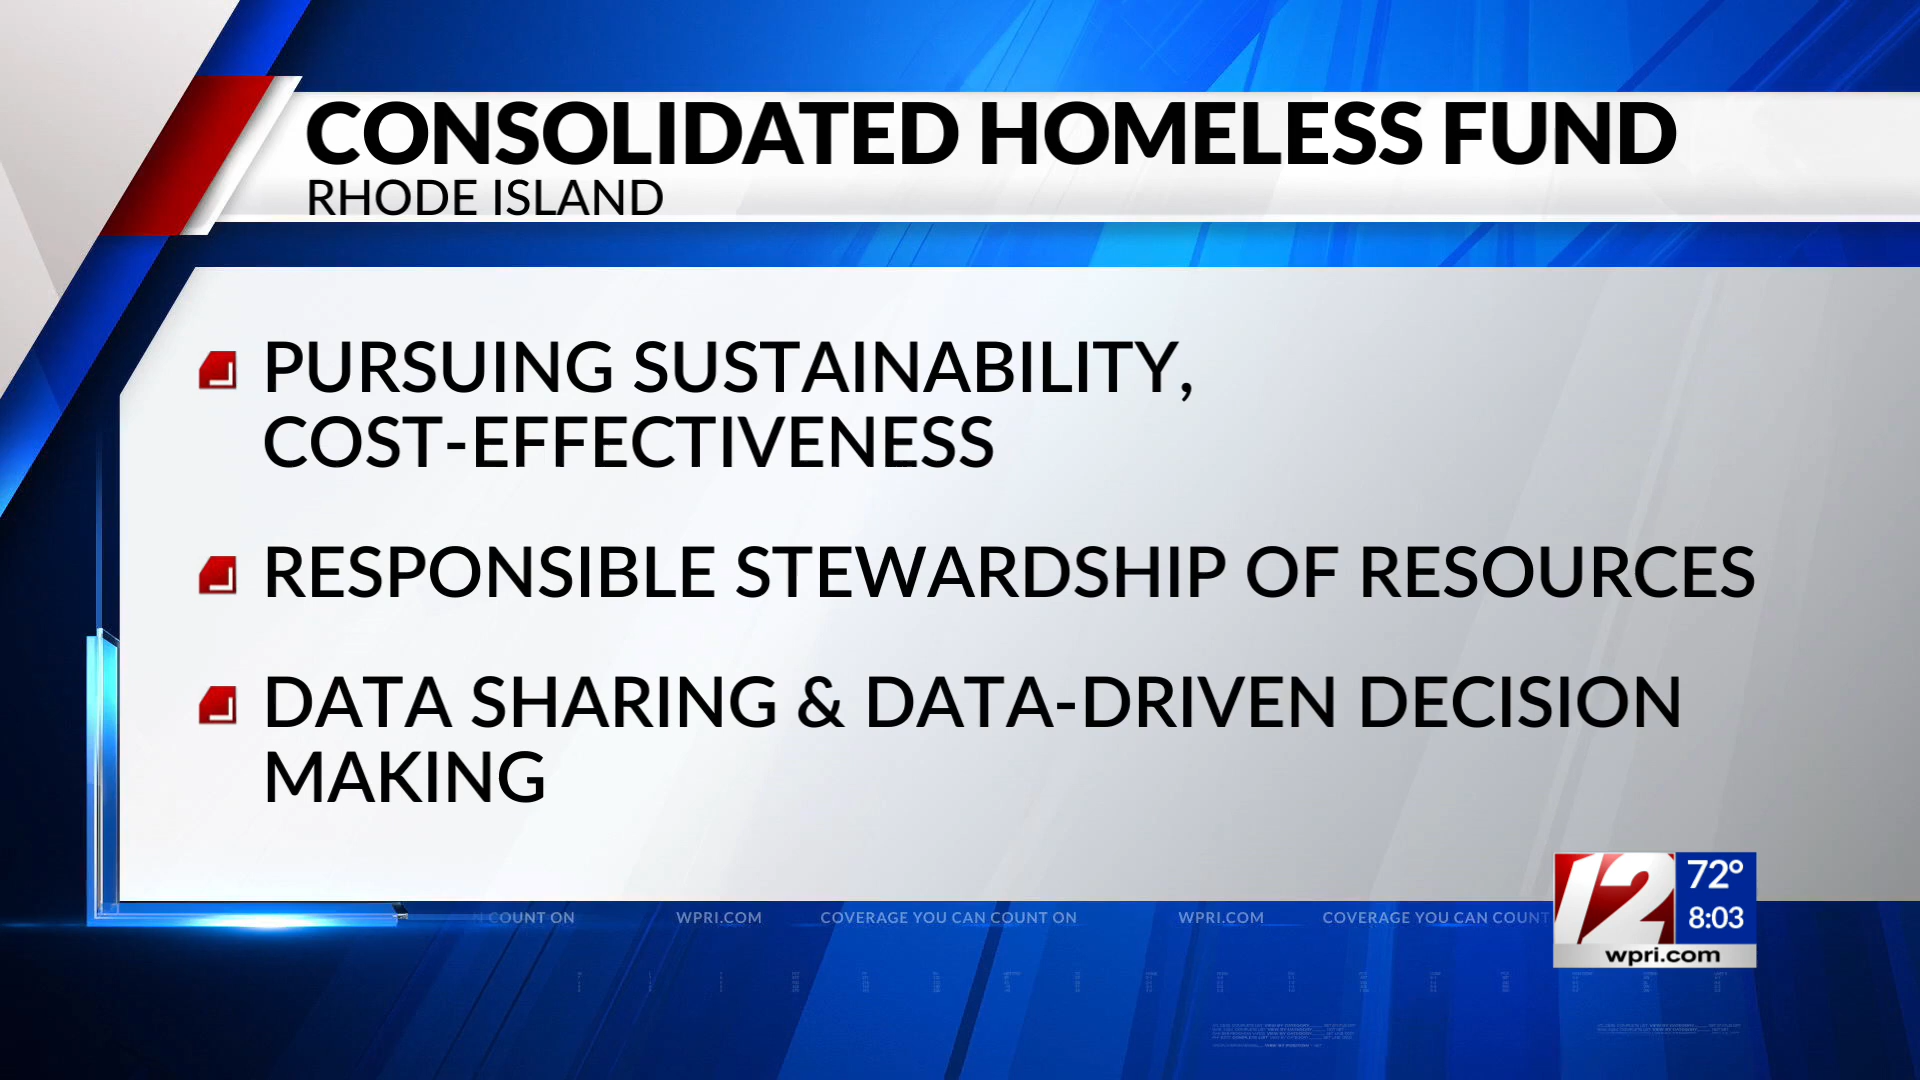 CONSOLIDATED HOMELESS FUND
RHODE ISLAND
PURSUING SUSTAINABILITY,
COST-EFFECTIVENESS
RESPONSIBLE STEWARDSHIP OF RESOURCES
DATA SHARING & DATA-DRIVEN DECISION
MAKING
12
72°
8:03
wpri.com
N COUNT ON WPRI.COM COVERAGE YOU CAN COUNT ON WPRI.COM COVERAGE YOU CAN COUNT